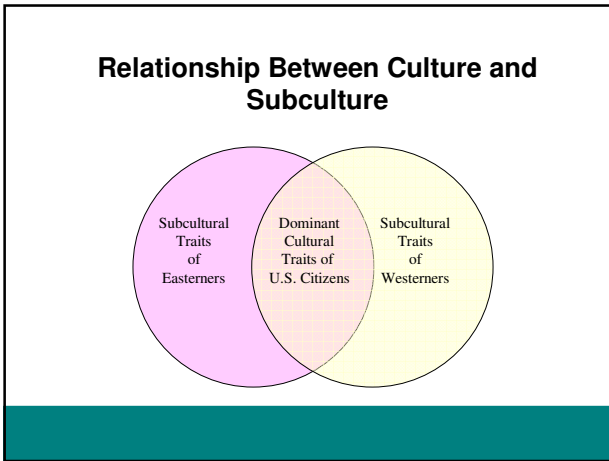 Relationship Between Culture and
Subculture
Subcultural
Traits
of
Easterners
Dominant
Cultural
Traits of
U.S. Citizens
Subcultural
Traits
of
Westerners